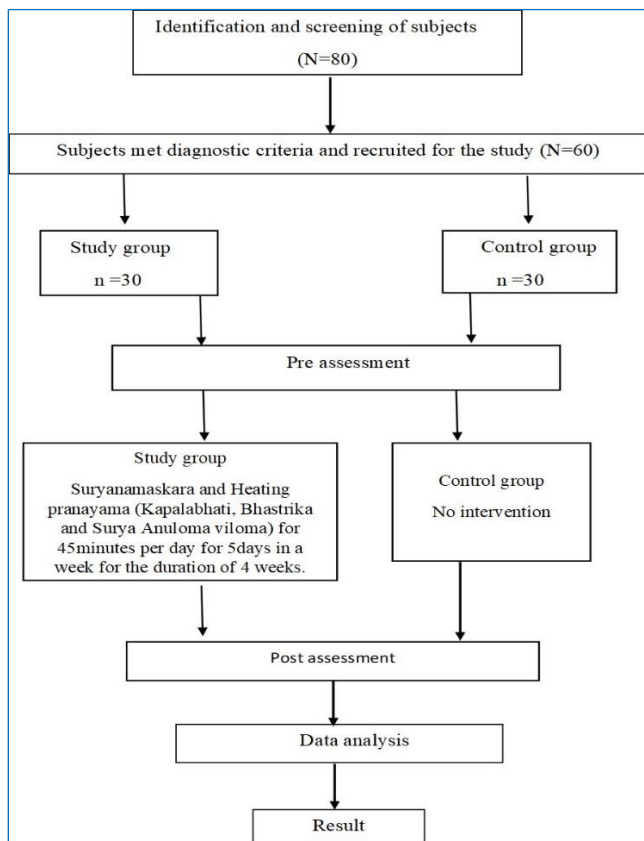 Identification and screening of subjects
(N=80)
Subjects met diagnostic criteria and recruited for the study (N=60)
Study group
n =30
Control group
n =30
Pre assessment
Study group
Suryanamaskara and Heating
pranayama (Kapalabhati, Bhastrika
and Surya Anuloma viloma) for
45minutes per day for 5days in a
week for the duration of 4 weeks.
Control group
No intervention
Post assessment
Data analysis
Result